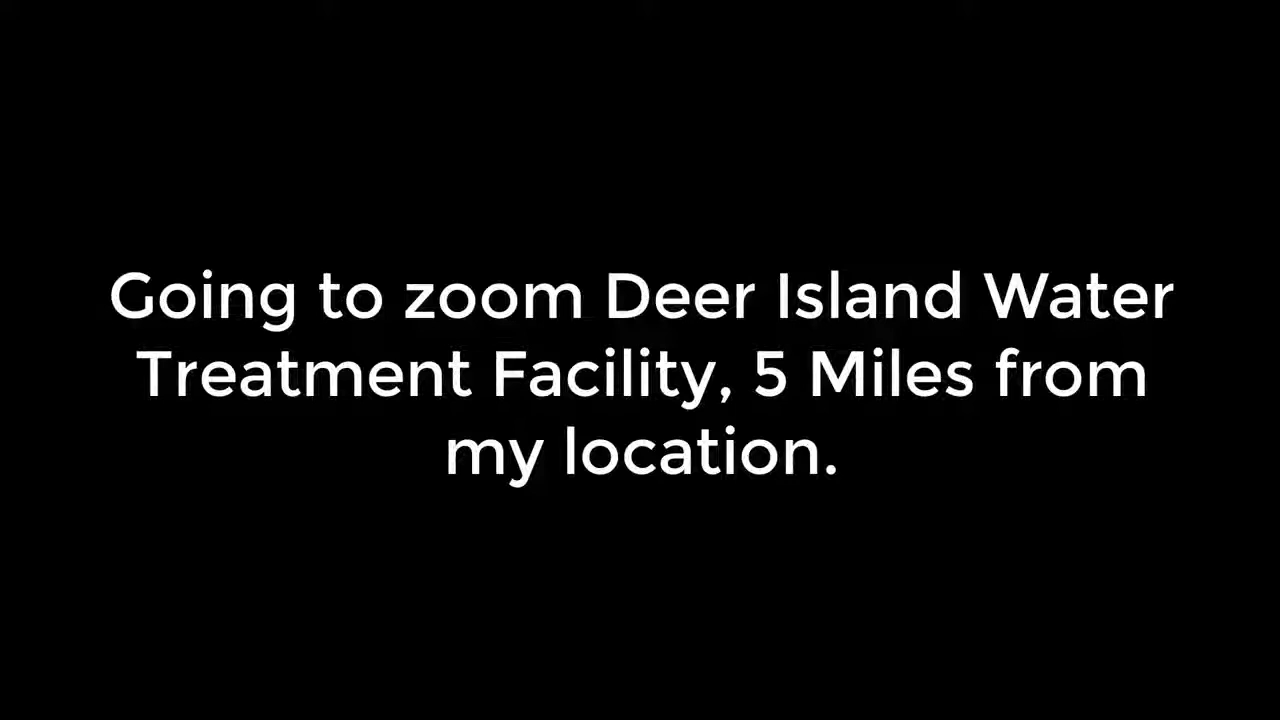 Going to zoom Deer Island Water
Treatment Facility, 5 Miles from
my location.